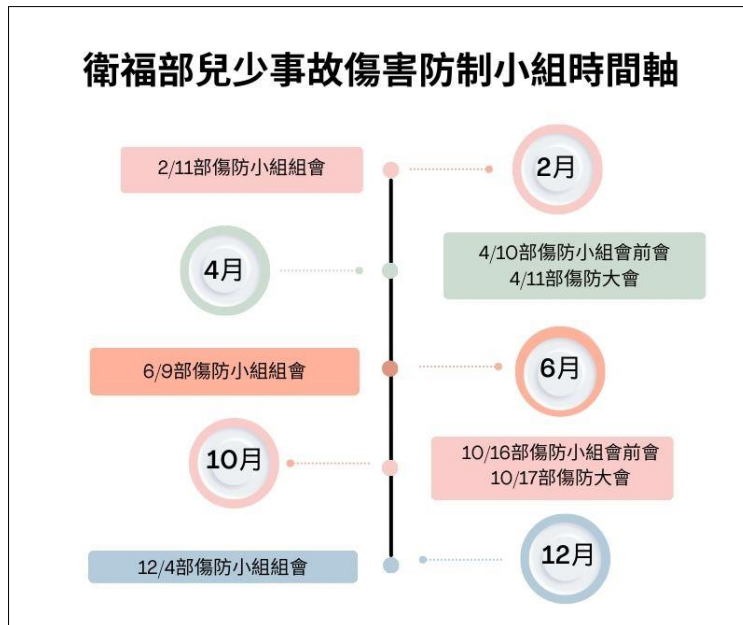 衛福部兒少事故傷害防制小組時間軸
2/11部傷防小組組會
2月
4月
4/10部傷防小組會前會
4/11部傷防大會
6/9部傷防小組組會
6月
10月
10/16部傷防小組會前會
10/17部傷防大會
12/4部傷防小組組會
12月